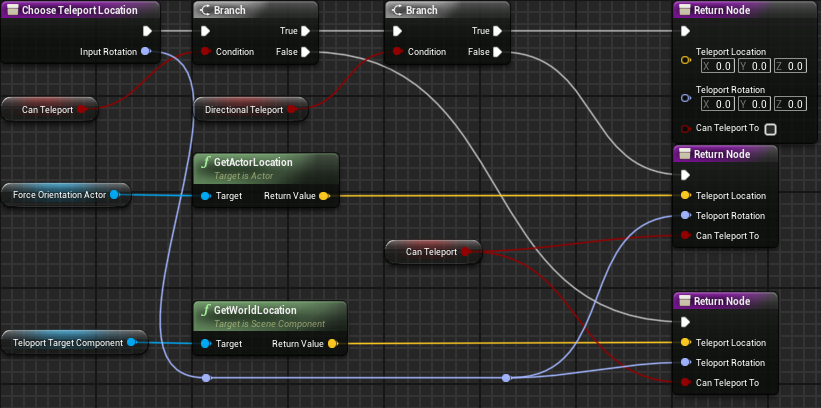 Choose Teleport Location
Input Rotation
Branch
True
Condition
False
Branch
True
Condition
False
Return Node
Teleport Location
X 0.0 Y 0.0 Z 0.0
Teleport Rotation
X 0.0 Y 0.0 Z 0.0
Can Teleport To
Can Teleport
Directional Teleport
Return Node
Teleport Location
Teleport Rotation
Can Teleport To
f GetActorLocation
Target is Actor
Target
Return Value
Force Orientation Actor
Can Teleport
f GetWorldLocation
Target is Scene Component
Target
Return Value
Teleport Target Component
Return Node
Teleport Location
Teleport Rotation
Can Teleport To